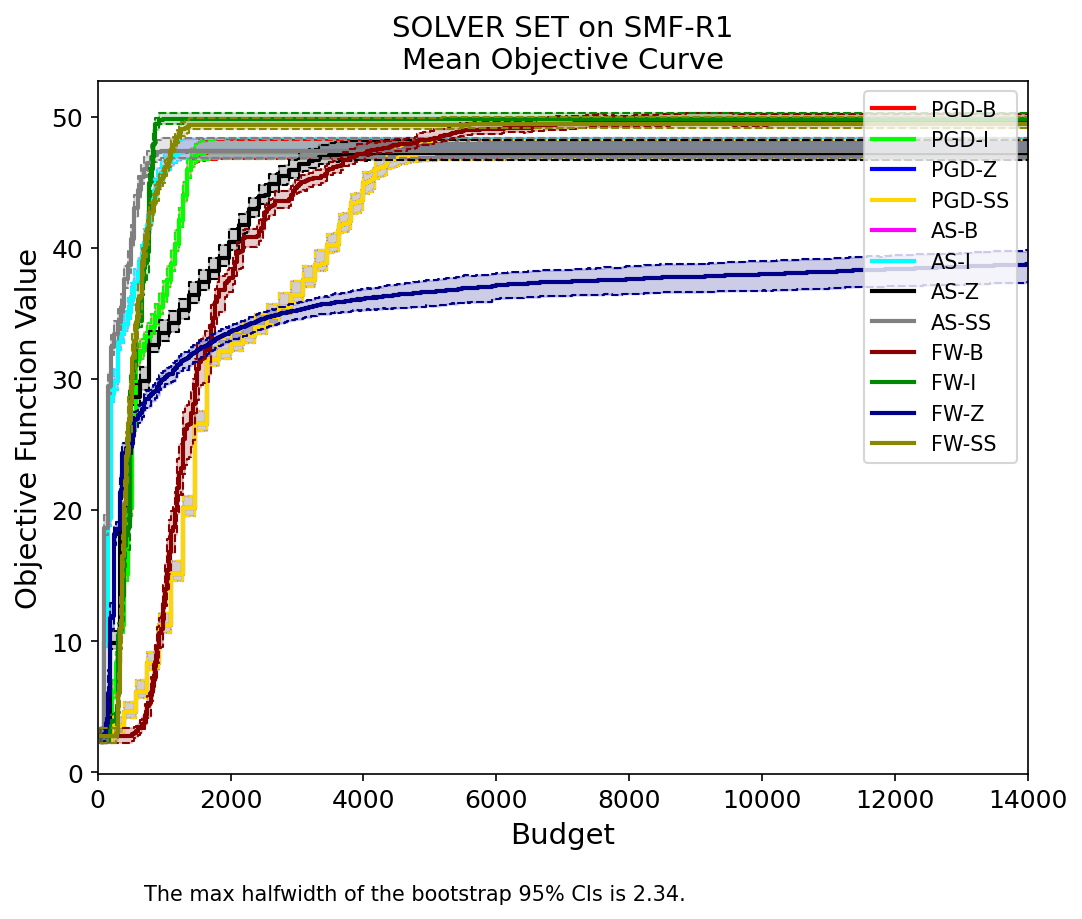 SOLVER SET on SMF-R1
Mean Objective Curve
Objective Function Value
50
40
30
20
10
0
0 2000 4000 6000 8000 10000 12000 14000
Budget
PGD-B
PGD-I
PGD-Z
PGD-SS
AS-B
AS-I
AS-Z
AS-SS
FW-B
FW-I
FW-Z
FW-SS
The max halfwidth of the bootstrap 95% CIs is 2.34.